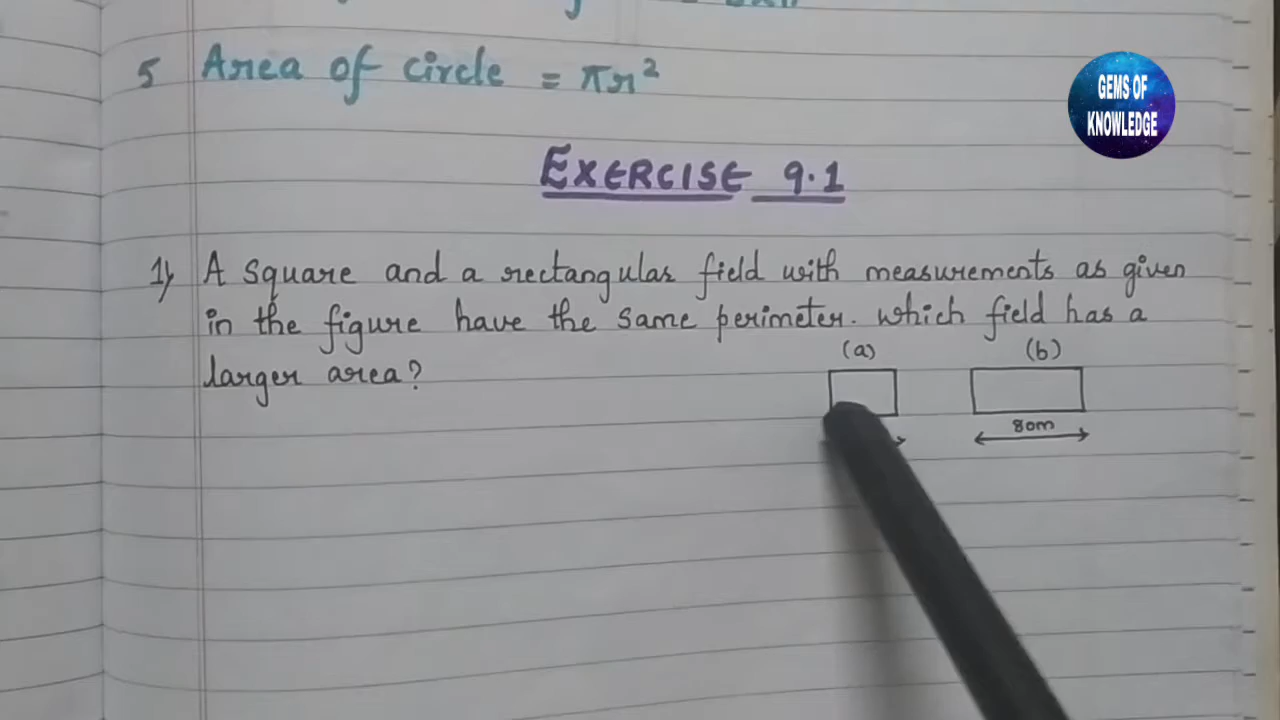 5 Area of circle = πr²
GEMS OF
KNOWLEDGE
EXERCISE 9.1
1) A square and a rectangular field with measurements as given
in the figure have the same perimeter. Which field has a
larger area?
(a) (b)
80m